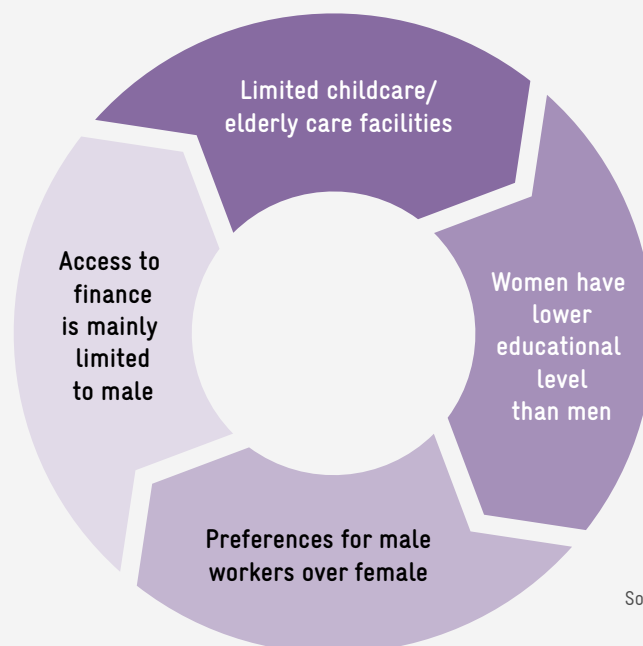 Limited childcare/
elderly care facilities
Women have
lower
educational
level
than men
Preferences for male
workers over female
Access to
finance
is mainly
limited
to male